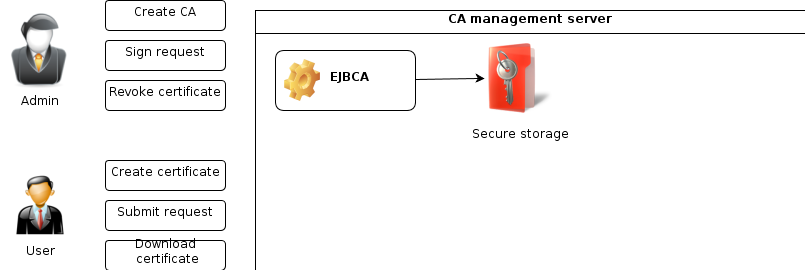 Create CA
Sign request
Revoke certificate
Admin
CA management server
EJBCA
Secure storage
Create certificate
Submit request
Download
certificate
User